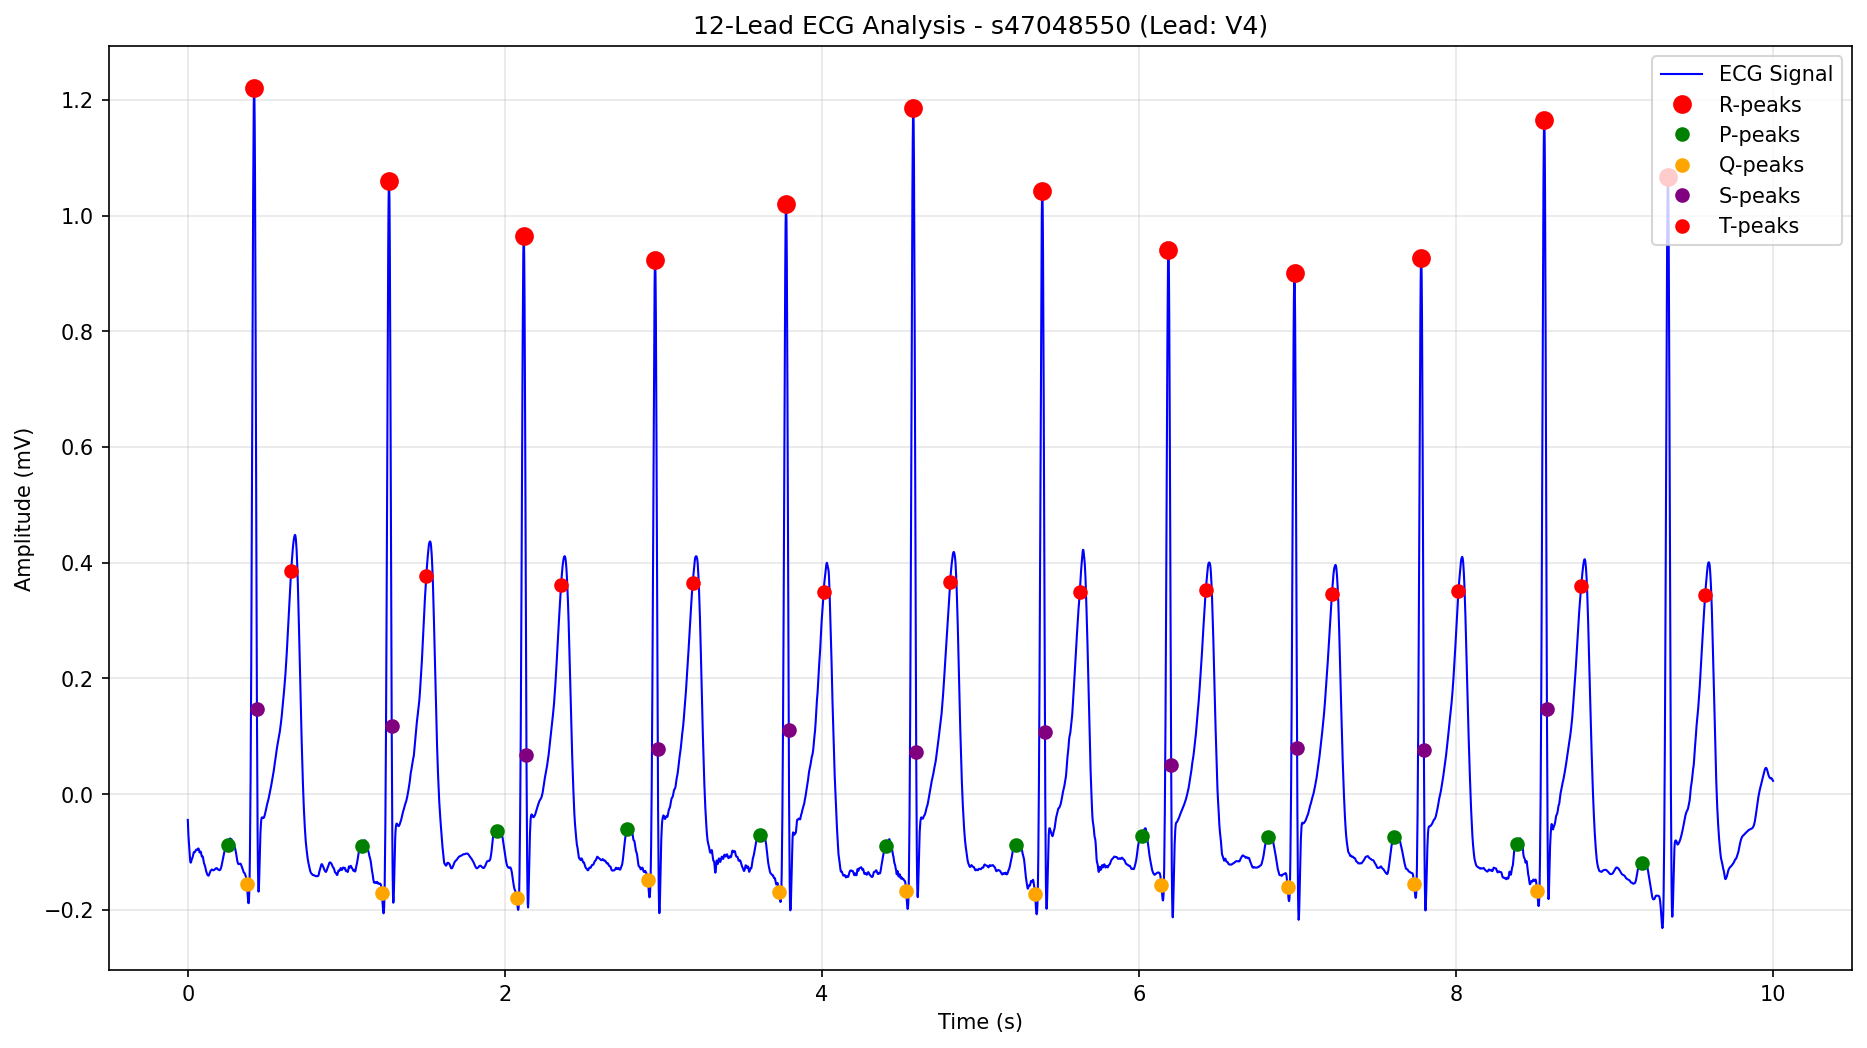 12-Lead ECG Analysis - s47048550 (Lead: V4)
ECG Signal
R-peaks
P-peaks
Q-peaks
S-peaks
T-peaks
Amplitude (mV)
1.2
1.0
0.8
0.6
0.4
0.2
0.0
−0.2
0 2 4 6 8 10
Time (s)